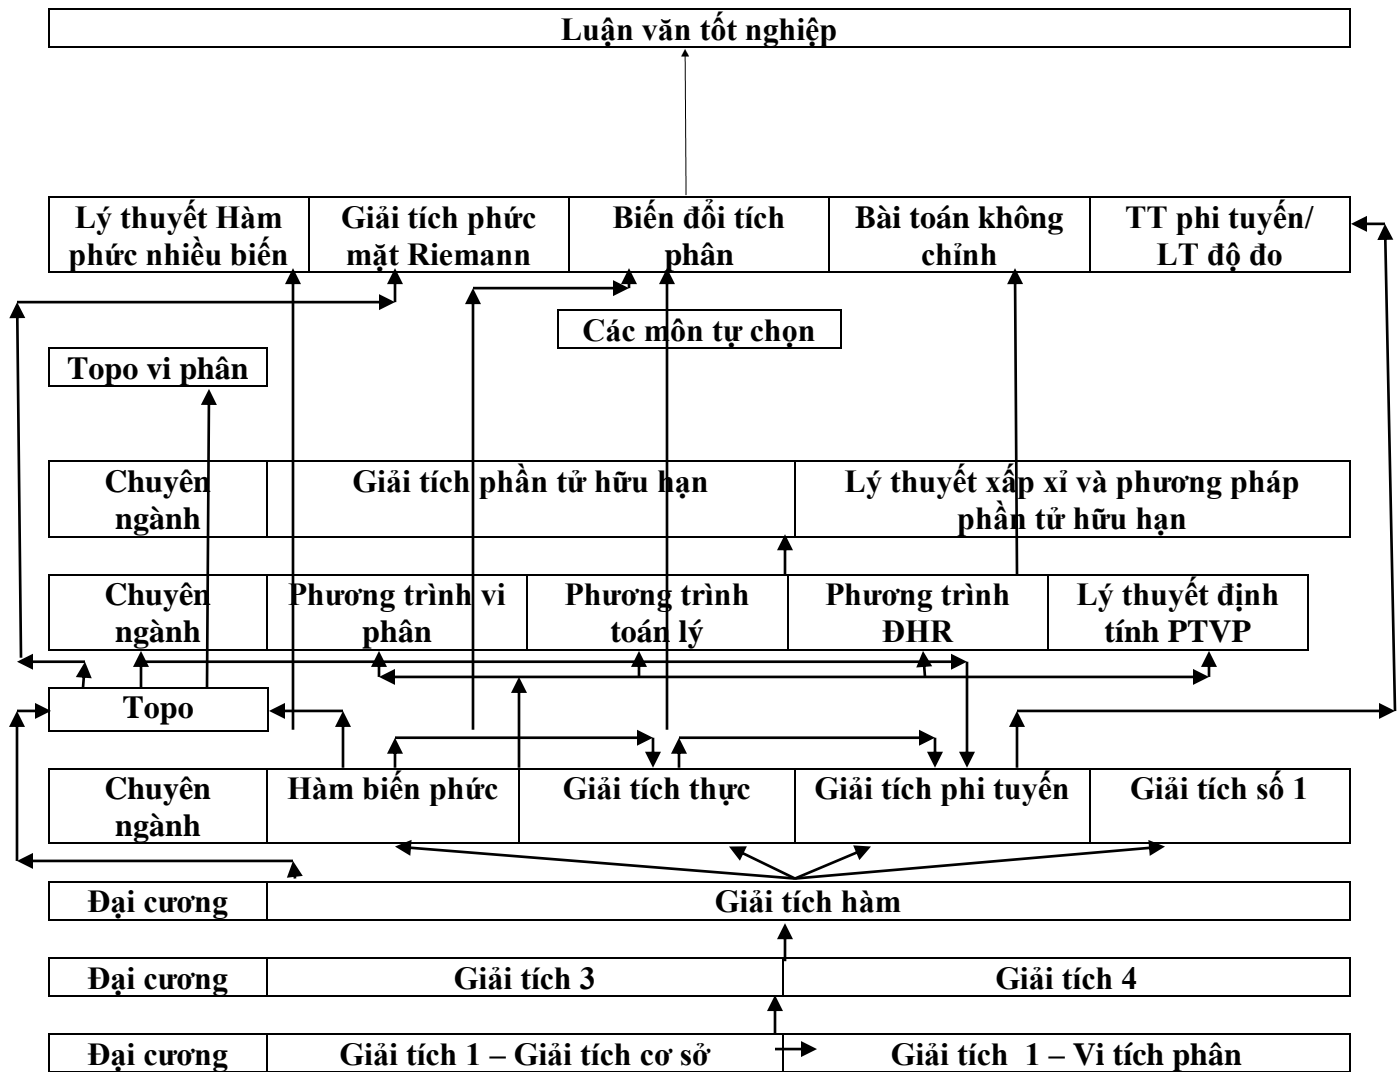 Luận văn tốt nghiệp
Lý thuyết Hàm
phức nhiều biến
Giải tích phức
mặt Riemann
Biến đổi tích
phân
Bài toán không
chỉnh
TT phi tuyến/
LT độ đo
Các môn tự chọn
Topo vi phân
Chuyên
ngành
Giải tích phần tử hữu hạn
Lý thuyết xấp xỉ và phương pháp
phần tử hữu hạn
Chuyên
ngành
Phương trình vi
phân
Phương trình
toán lý
Phương trình
ĐHR
Lý thuyết định
tính PTVP
Topo
Chuyên
ngành
Hàm biến phức
Giải tích thực
Giải tích phi tuyến
Giải tích số 1
Đại cương
Giải tích hàm
Đại cương
Giải tích 3
Giải tích 4
Đại cương
Giải tích 1 – Giải tích cơ sở
Giải tích 1 – Vi tích phân